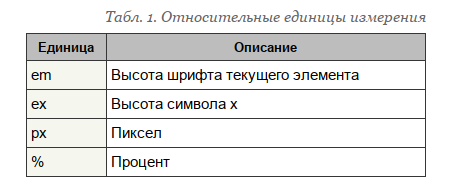 Табл. 1. Относительные единицы измерения
Единица Описание
em Высота шрифта текущего элемента
ex Высота символа x
px Пиксел
% Процент